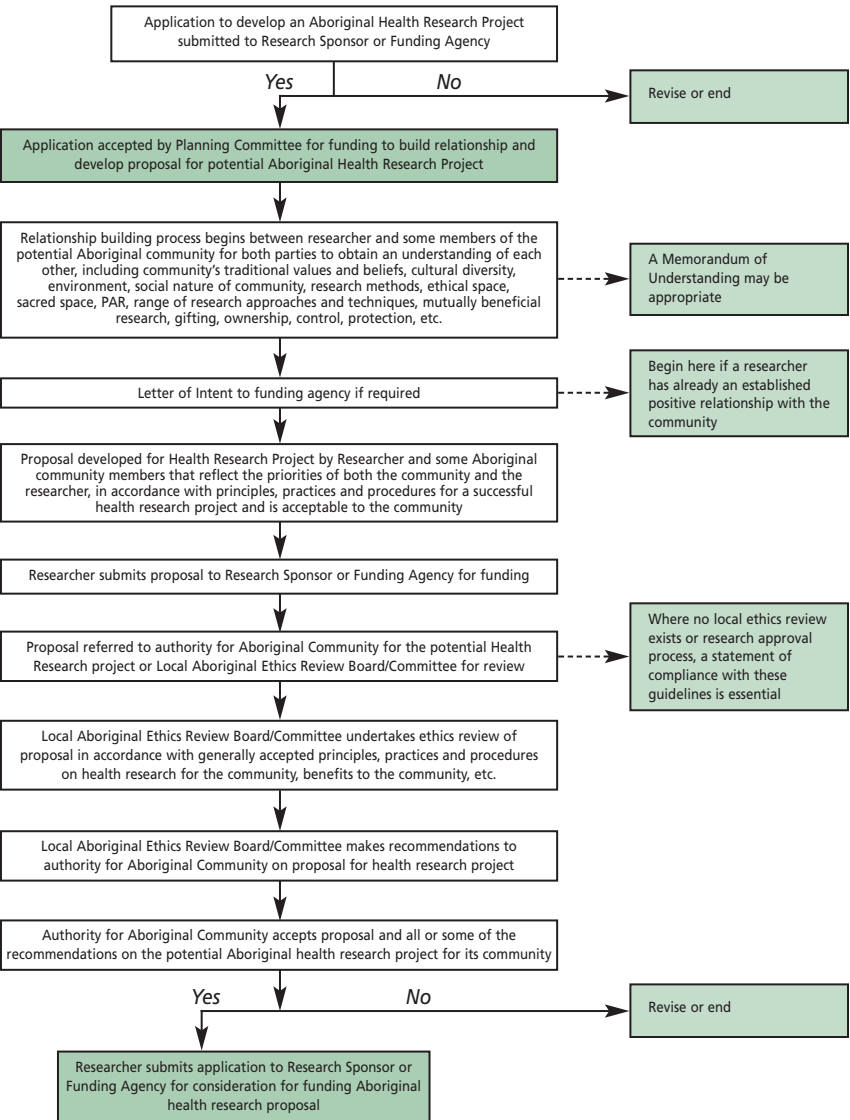 Application to develop an Aboriginal Health Research Project
submitted to Research Sponsor or Funding Agency
Yes
No
Revise or end
Application accepted by Planning Committee for funding to build relationship and
develop proposal for potential Aboriginal Health Research Project
Relationship building process begins between researcher and some members of the
potential Aboriginal community for both parties to obtain an understanding of each
other, including community's traditional values and beliefs, cultural diversity,
environment, social nature of community, research methods, ethical space,
sacred space, PAR, range of research approaches and techniques, mutually beneficial
research, gifting, ownership, control, protection, etc.
A Memorandum of
Understanding may be
appropriate
Letter of Intent to funding agency if required
Begin here if a researcher
has already an established
positive relationship with the
community
Proposal developed for Health Research Project by Researcher and some Aboriginal
community members that reflect the priorities of both the community and the
researcher, in accordance with principles, practices and procedures for a successful
health research project and is acceptable to the community
Researcher submits proposal to Research Sponsor or Funding Agency for funding
Proposal referred to authority for Aboriginal Community for the potential Health
Research project or Local Aboriginal Ethics Review Board/Committee for review
Where no local ethics review
exists or research approval
process, a statement of
compliance with these
guidelines is essential
Local Aboriginal Ethics Review Board/Committee undertakes ethics review of
proposal in accordance with generally accepted principles, practices and procedures
on health research for the community, benefits to the community, etc.
Local Aboriginal Ethics Review Board/Committee makes recommendations to
authority for Aboriginal Community on proposal for health research project
Authority for Aboriginal Community accepts proposal and all or some of the
recommendations on the potential Aboriginal health research project for its community
Yes
No
Revise or end
Researcher submits application to Research Sponsor or
Funding Agency for consideration for funding Aboriginal
health research proposal